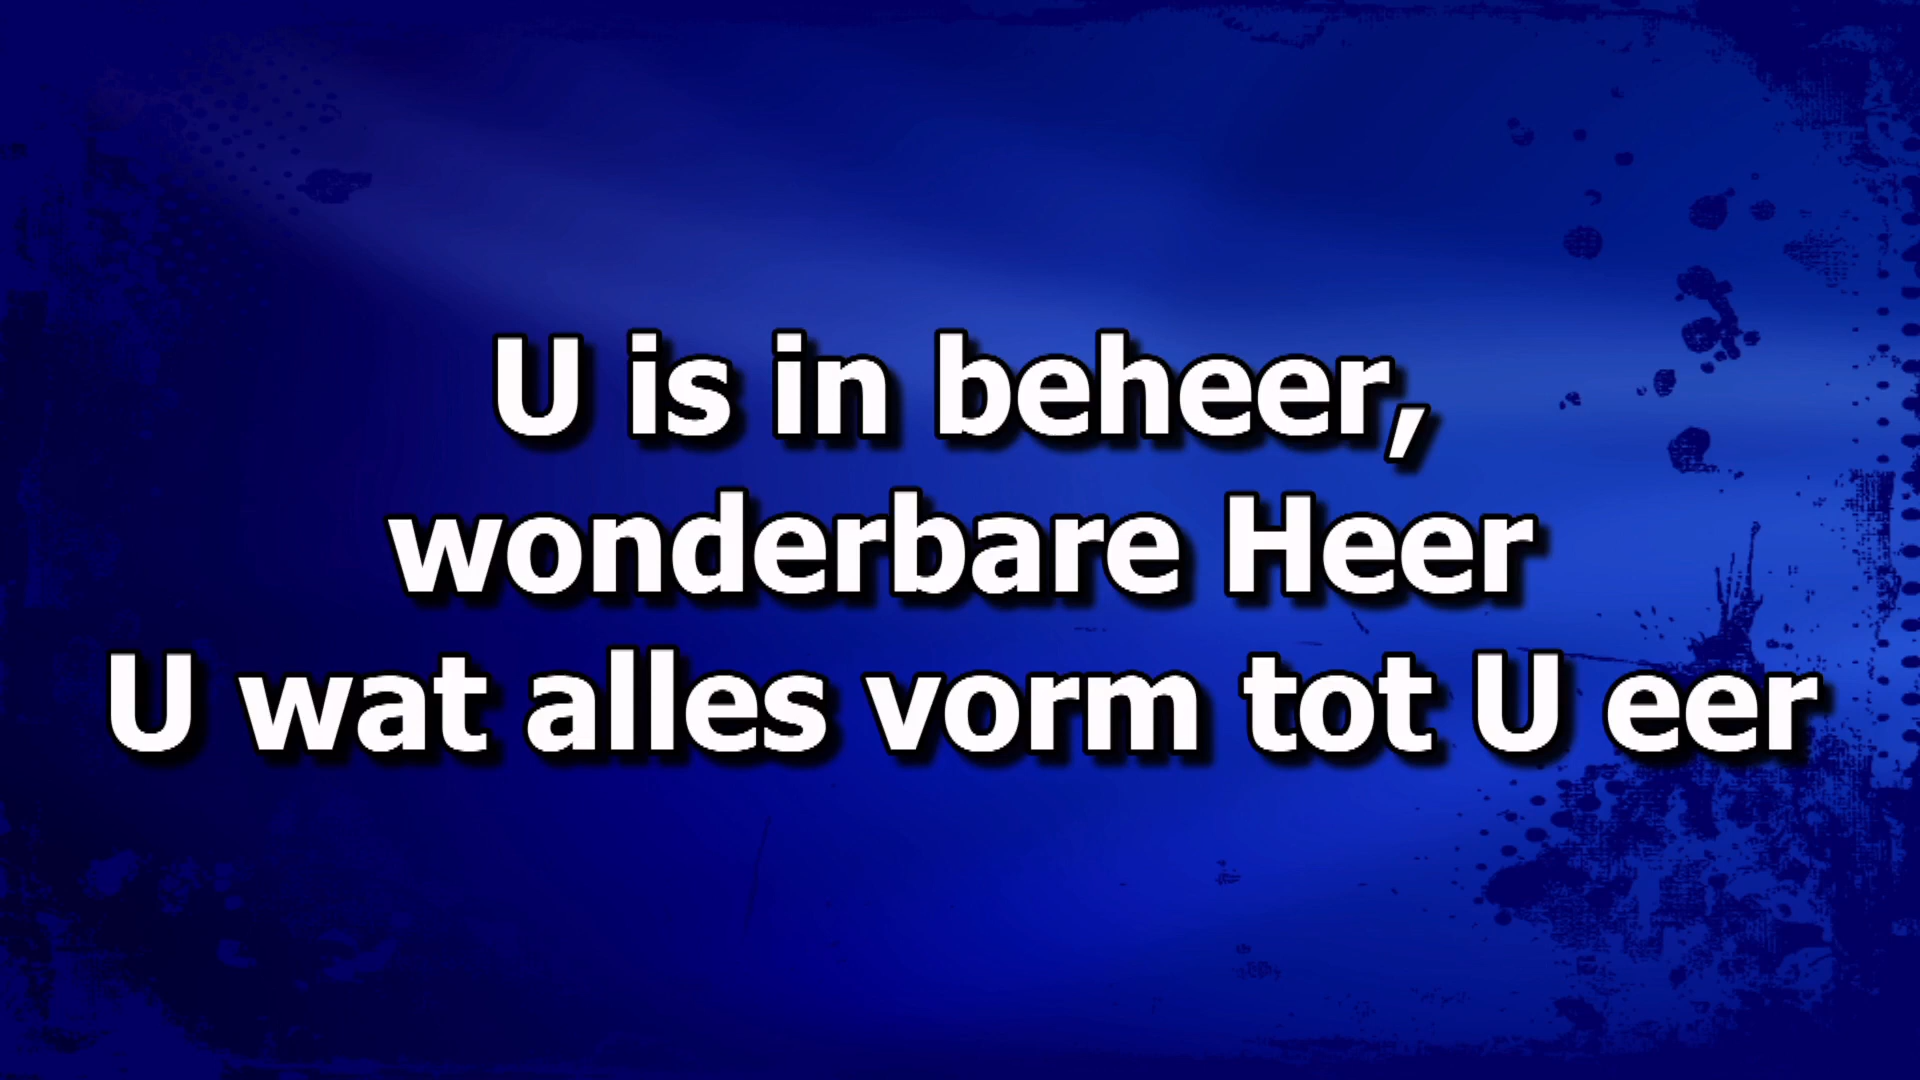 U is in beheer,
wonderbare Heer
U wat alles vorm tot U eer